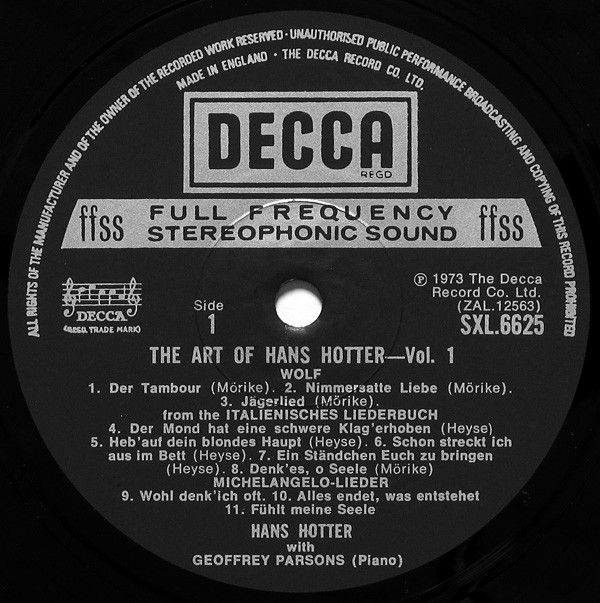 ALL RIGHTS OF THE MANUFACTURER AND OF THE OWNER OF THE RECORDED WORK RESERVED · UNAUTHORISED PUBLIC PERFORMANCE BROADCASTING AND COPYING OF THIS RECORD PROHIBITED
MADE IN ENGLAND · THE DECCA RECORD CO. LTD.
DECCA
REGD
ffss FULL FREQUENCY ffss
STEREOPHONIC SOUND
DECCA
(REGD. TRADE MARK)
Side
1
℗ 1973 The Decca
Record Co. Ltd.
(ZAL.12563)
SXL.6625
THE ART OF HANS HOTTER—Vol. 1
WOLF
1. Der Tambour (Mörike). 2. Nimmersatte Liebe (Mörike).
3. Jägerlied (Mörike).
from the ITALIENISCHES LIEDERBUCH
4. Der Mond hat eine schwere Klag'erhoben (Heyse)
5. Heb'auf dein blondes Haupt (Heyse). 6. Schon streckt ich
aus im Bett (Heyse). 7. Ein Ständchen Euch zu bringen
(Heyse). 8. Denk'es, o Seele (Mörike)
MICHELANGELO-LIEDER
9. Wohl denk'ich oft. 10. Alles endet, was entstehet
11. Fühlt meine Seele
HANS HOTTER
with
GEOFFREY PARSONS (Piano)